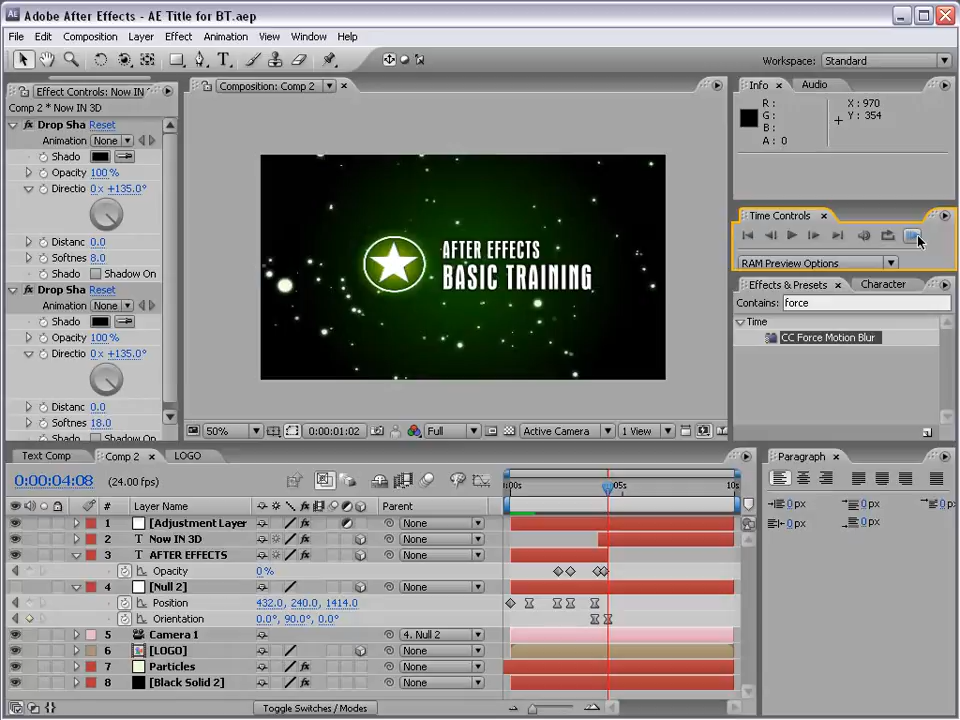 Adobe After Effects - AE Title for BT.aep
File Edit Composition Layer Effect Animation View Window Help
Workspace: Standard
Effect Controls: Now IN
Comp 2 * Now IN 3D
Drop Sha Reset
Animation None
Shado
Opacity 100 %
Directio 0 x +135.0°
Distanc 0.0
Softnes 8.0
Shado Shadow On
Drop Sha Reset
Animation None
Shado
Opacity 100 %
Directio 0 x +135.0°
Distanc 0.0
Softnes 18.0
Shado Shadow On
Composition: Comp 2
AFTER EFFECTS
BASIC TRAINING
50% 0:00:01:02 Full Active Camera 1 View
Info Audio
R:
G:
B:
A: 0
X: 970
Y: 354
Time Controls
RAM Preview Options
Effects & Presets Character
Contains: force
Time
CC Force Motion Blur
Text Comp Comp 2 LOGO
0:00:04:08 (24.00 fps)
:00s 05s 10s
# Layer Name Parent
1 [Adjustment Layer None
2 Now IN 3D None
3 AFTER EFFECTS None
Opacity 0 %
4 [Null 2] None
Position 432.0, 240.0, 1414.0
Orientation 0.0°, 90.0°, 0.0°
5 Camera 1 4. Null 2
6 [LOGO] None
7 Particles None
8 [Black Solid 2] None
Toggle Switches / Modes
Paragraph
0 px 0 px 0 px
0 px 0 px